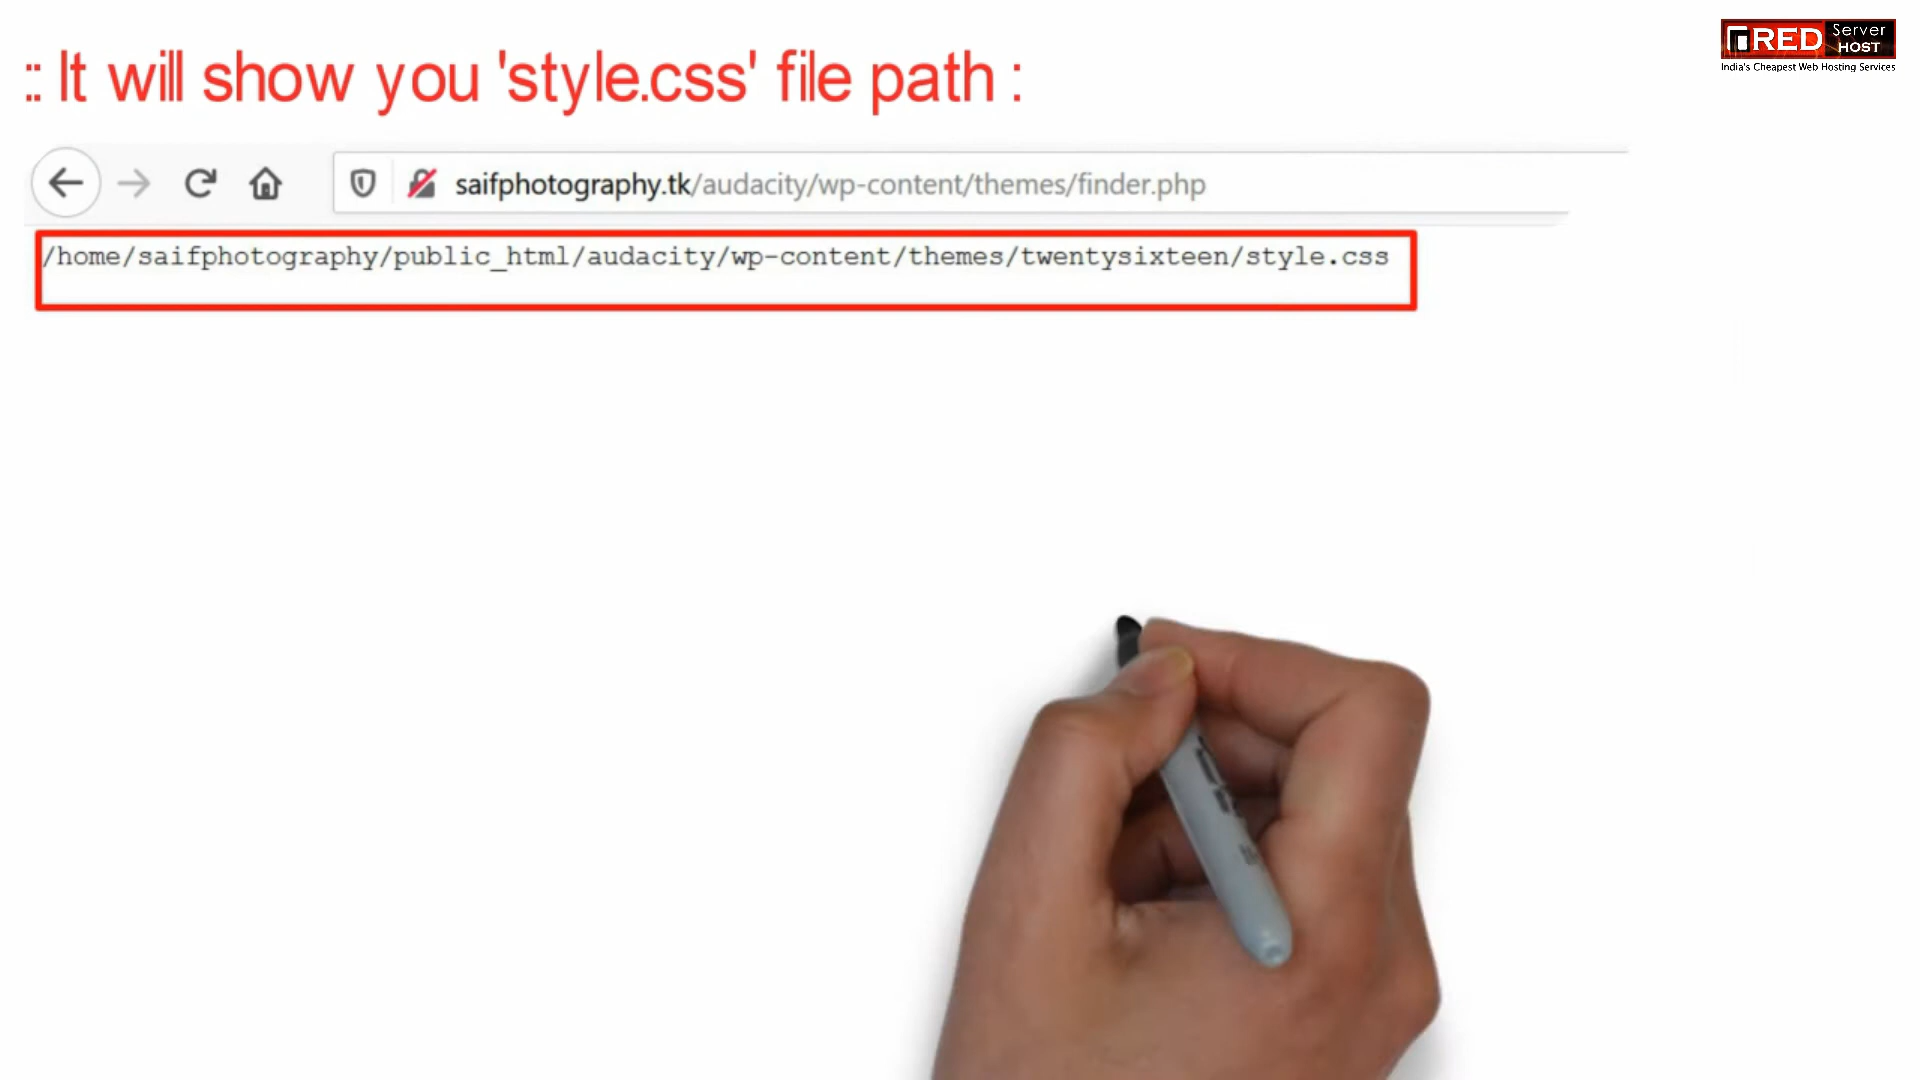 :: It will show you 'style.css' file path :
RED Server HOST
India's Cheapest Web Hosting Services
saifphotography.tk/audacity/wp-content/themes/finder.php
/home/saifphotography/public_html/audacity/wp-content/themes/twentysixteen/style.css